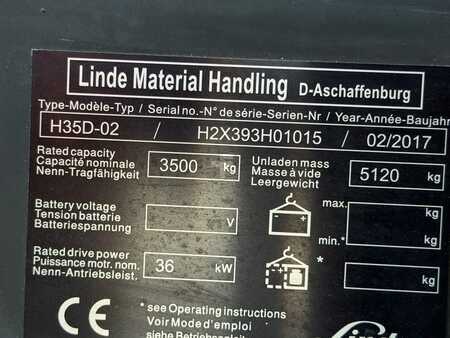 Linde Material Handling D-Aschaffenburg
Type-Modèle-Typ / Serial no.-N° de série-Serien-Nr / Year-Année-Baujahr
H35D-02 / H2X393H01015 / 02/2017
Rated capacity
Capacité nominale
Nenn-Tragfähigkeit
3500 kg
Unladen mass
Masse à vide
Leergewicht
5120 kg
Battery voltage
Tension batterie
Batteriespannung
V
max. kg
min.* kg
Rated drive power
Puissance motr. nom.
Nenn-Antriebsleist.
36 kW
* kg
CE
* see Operating instructions
Voir Mode d'emploi
siehe Betriebsanleitung
Linde